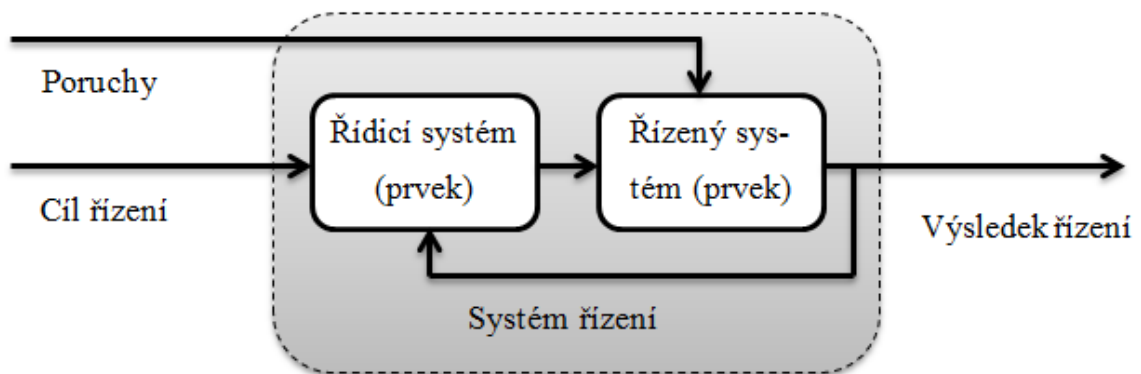 Poruchy
Řídicí systém
(prvek)
Řízený sys-
tém (prvek)
Cíl řízení
Výsledek řízení
Systém řízení